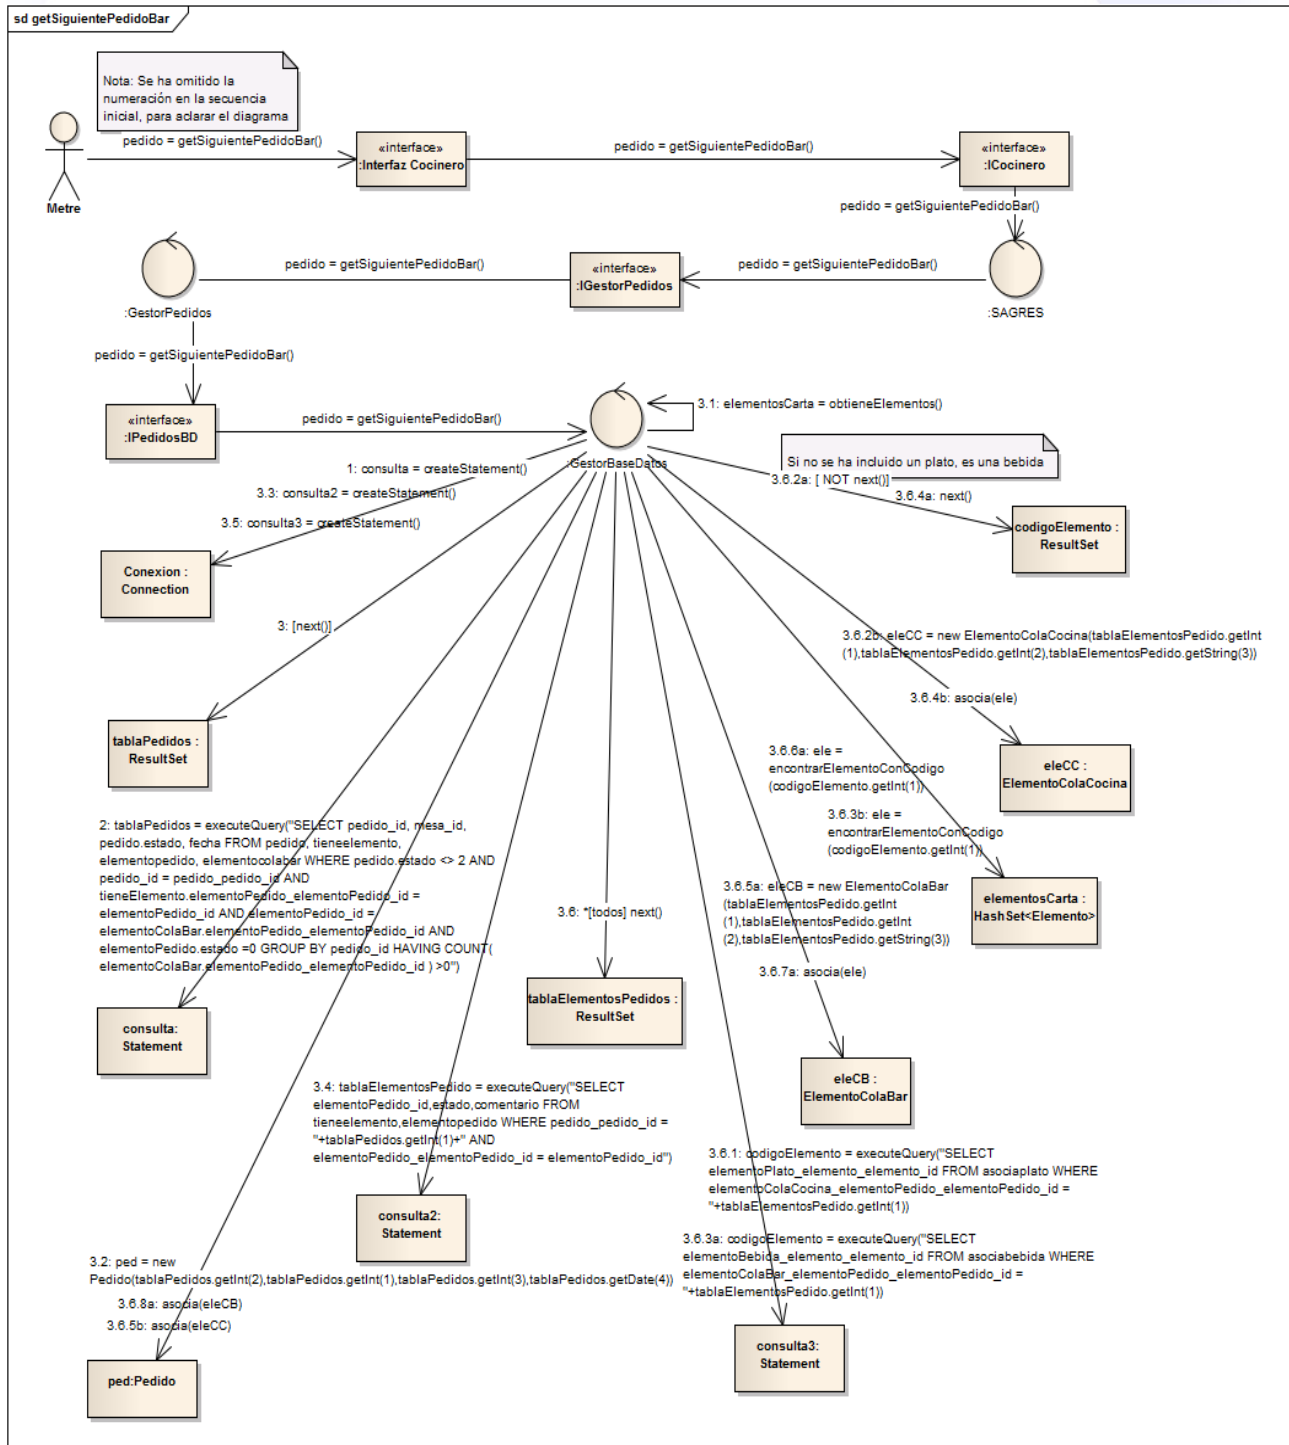 sd getSiguientePedidoBar
Nota: Se ha omitido la
numeración en la secuencia
inicial, para aclarar el diagrama
pedido = getSiguientePedidoBar()
«interface»
:Interfaz Cocinero
pedido = getSiguientePedidoBar()
«interface»
:ICocinero
Metre
pedido = getSiguientePedidoBar()
pedido = getSiguientePedidoBar()
«interface»
:IGestorPedidos
pedido = getSiguientePedidoBar()
:GestorPedidos
:SAGRES
pedido = getSiguientePedidoBar()
«interface»
:IPedidosBD
pedido = getSiguientePedidoBar()
3.1: elementosCarta = obtieneElementos()
:GestorBaseDatos
Si no se ha incluido un plato, es una bebida
1: consulta = createStatement()
3.6.2a: [ NOT next()]
3.3: consulta2 = createStatement()
3.6.4a: next()
3.5: consulta3 = createStatement()
codigoElemento :
ResultSet
Conexion :
Connection
3: [next()]
3.6.2b: eleCC = new ElementoColaCocina(tablaElementosPedido.getInt
(1),tablaElementosPedido.getInt(2),tablaElementosPedido.getString(3))
3.6.4b: asocia(ele)
tablaPedidos :
ResultSet
3.6.6a: ele =
encontrarElementoConCodigo
(codigoElemento.getInt(1))
eleCC :
ElementoColaCocina
3.6.3b: ele =
encontrarElementoConCodigo
(codigoElemento.getInt(1))
2: tablaPedidos = executeQuery("SELECT pedido_id, mesa_id,
pedido.estado, fecha FROM pedido, tieneelemento,
elementopedido, elementocolabar WHERE pedido.estado <> 2 AND
pedido_id = pedido_pedido_id AND
tieneElemento.elementoPedido_elementoPedido_id =
elementoPedido_id AND elementoPedido_id =
elementoColaBar.elementoPedido_elementoPedido_id AND
elementoPedido.estado =0 GROUP BY pedido_id HAVING COUNT(
elementoColaBar.elementoPedido_elementoPedido_id ) >0")
3.6.5a: eleCB = new ElementoColaBar
(tablaElementosPedido.getInt
(1),tablaElementosPedido.getInt
(2),tablaElementosPedido.getString(3))
elementosCarta :
HashSet<Elemento>
3.6: *[todos] next()
3.6.7a: asocia(ele)
tablaElementosPedidos :
ResultSet
consulta:
Statement
eleCB :
ElementoColaBar
3.4: tablaElementosPedido = executeQuery("SELECT
elementoPedido_id,estado,comentario FROM
tieneelemento,elementopedido WHERE pedido_pedido_id =
"+tablaPedidos.getInt(1)+" AND
elementoPedido_elementoPedido_id = elementoPedido_id")
3.6.1: codigoElemento = executeQuery("SELECT
elementoPlato_elemento_elemento_id FROM asociaplato WHERE
elementoColaCocina_elementoPedido_elementoPedido_id =
"+tablaElementosPedido.getInt(1))
consulta2:
Statement
3.6.3a: codigoElemento = executeQuery("SELECT
elementoBebida_elemento_elemento_id FROM asociabebida WHERE
elementoColaBar_elementoPedido_elementoPedido_id =
"+tablaElementosPedido.getInt(1))
3.2: ped = new
Pedido(tablaPedidos.getInt(2),tablaPedidos.getInt(1),tablaPedidos.getInt(3),tablaPedidos.getDate(4))
3.6.8a: asocia(eleCB)
3.6.5b: asocia(eleCC)
consulta3:
Statement
ped:Pedido